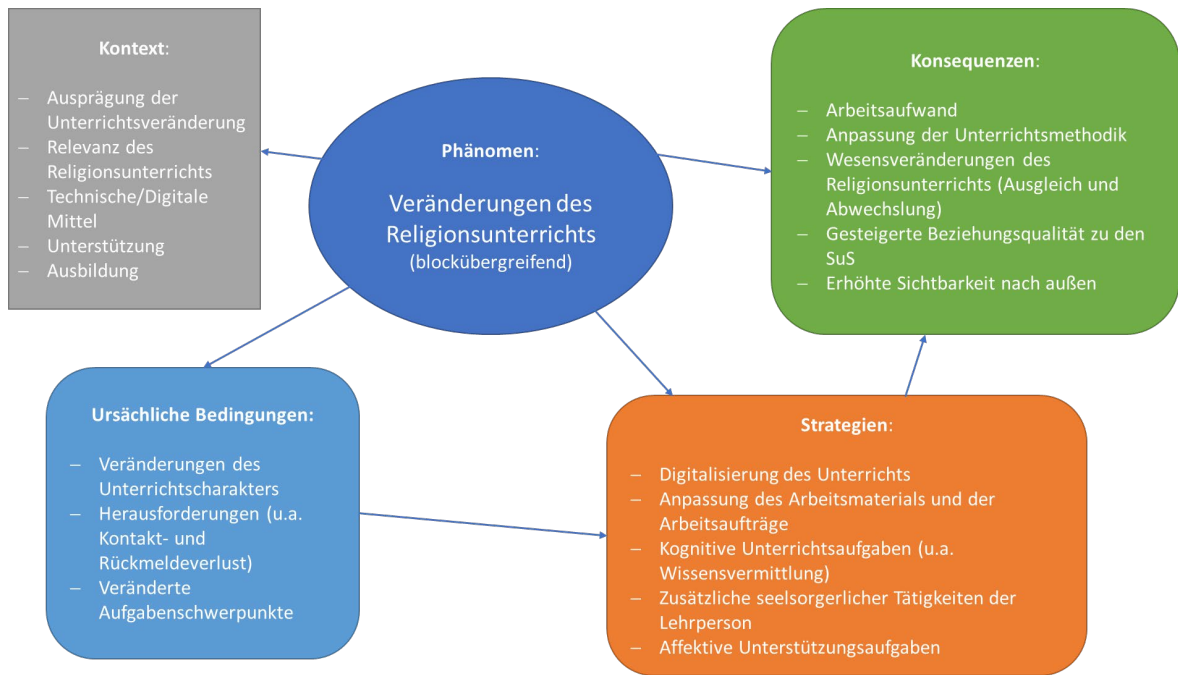 Kontext:
– Ausprägung der
Unterrichtsveränderung
– Relevanz des
Religionsunterrichts
– Technische/Digitale
Mittel
– Unterstützung
– Ausbildung
Phänomen:
Veränderungen des
Religionsunterrichts
(blockübergreifend)
Konsequenzen:
– Arbeitsaufwand
– Anpassung der Unterrichtsmethodik
– Wesensveränderungen des
Religionsunterrichts (Ausgleich und
Abwechslung)
– Gesteigerte Beziehungsqualität zu den
SuS
– Erhöhte Sichtbarkeit nach außen
Ursächliche Bedingungen:
– Veränderungen des
Unterrichtscharakters
– Herausforderungen (u.a.
Kontakt- und
Rückmeldeverlust)
– Veränderte
Aufgabenschwerpunkte
Strategien:
– Digitalisierung des Unterrichts
– Anpassung des Arbeitsmaterials und der
Arbeitsaufträge
– Kognitive Unterrichtsaufgaben (u.a.
Wissensvermittlung)
– Zusätzliche seelsorgerlicher Tätigkeiten der
Lehrperson
– Affektive Unterstützungsaufgaben